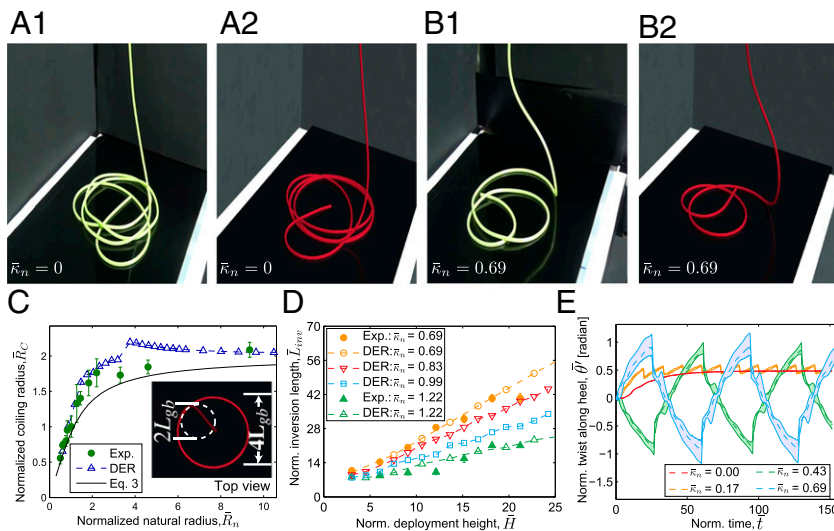 A1
A2
B1
B2
κ̄n = 0
κ̄n = 0
κ̄n = 0.69
κ̄n = 0.69
C
Normalized coiling radius, R̄C
2
1.5
1
0.5
0
0 2 4 6 8 10
Normalized natural radius, R̄n
Exp.
DER
Eq. 3
2Lgb
4Lgb
Top view
D
Norm. inversion length, L̄inv
70
56
42
28
14
0
0 5 10 15 20 25
Norm. deployment height, H̄
Exp.: κ̄n = 0.69
DER: κ̄n = 0.69
DER: κ̄n = 0.83
DER: κ̄n = 0.99
Exp.: κ̄n = 1.22
DER: κ̄n = 1.22
E
Norm. twist along heel, θ̄′ [radian]
1
0.5
0
-0.5
-1
0 50 100 150
Norm. time, t̄
κ̄n = 0.00
κ̄n = 0.43
κ̄n = 0.17
κ̄n = 0.69